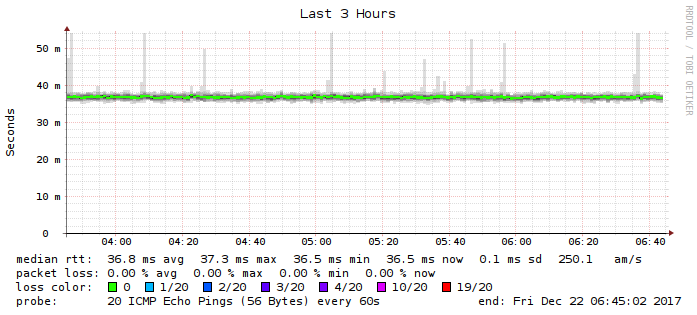 Last 3 Hours
RRDTOOL / TOBI OETIKER
Seconds
50 m
40 m
30 m
20 m
10 m
0
04:00 04:20 04:40 05:00 05:20 05:40 06:00 06:20 06:40
median rtt: 36.8 ms avg 37.3 ms max 36.5 ms min 36.5 ms now 0.1 ms sd 250.1 am/s
packet loss: 0.00 % avg 0.00 % max 0.00 % min 0.00 % now
loss color: 0 1/20 2/20 3/20 4/20 10/20 19/20
probe: 20 ICMP Echo Pings (56 Bytes) every 60s end: Fri Dec 22 06:45:02 2017